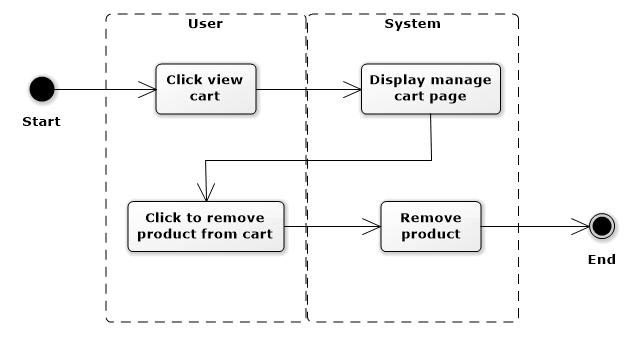 User
System
Click view
cart
Display manage
cart page
Start
Click to remove
product from cart
Remove
product
End